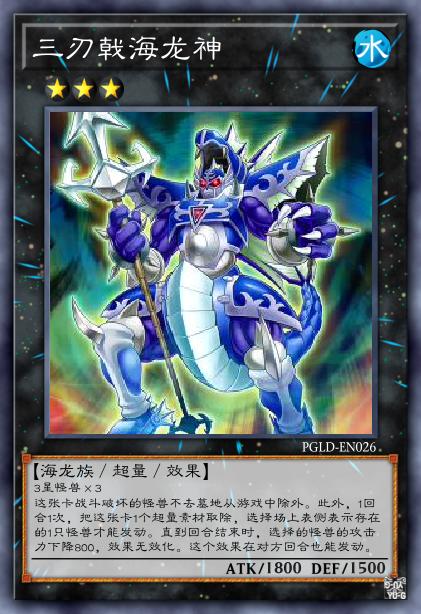 三刃戟海龙神
水
PGLD-EN026
【海龙族／超量／效果】
3星怪兽×3
这张卡战斗破坏的怪兽不去墓地从游戏中除外。此外，1回
合1次，把这张卡1个超量素材取除，选择场上表侧表示存在
的1只怪兽才能发动。直到回合结束时，选择的怪兽的攻击
力下降800，效果无效化。这个效果在对方回合也能发动。
ATK/1800 DEF/1500